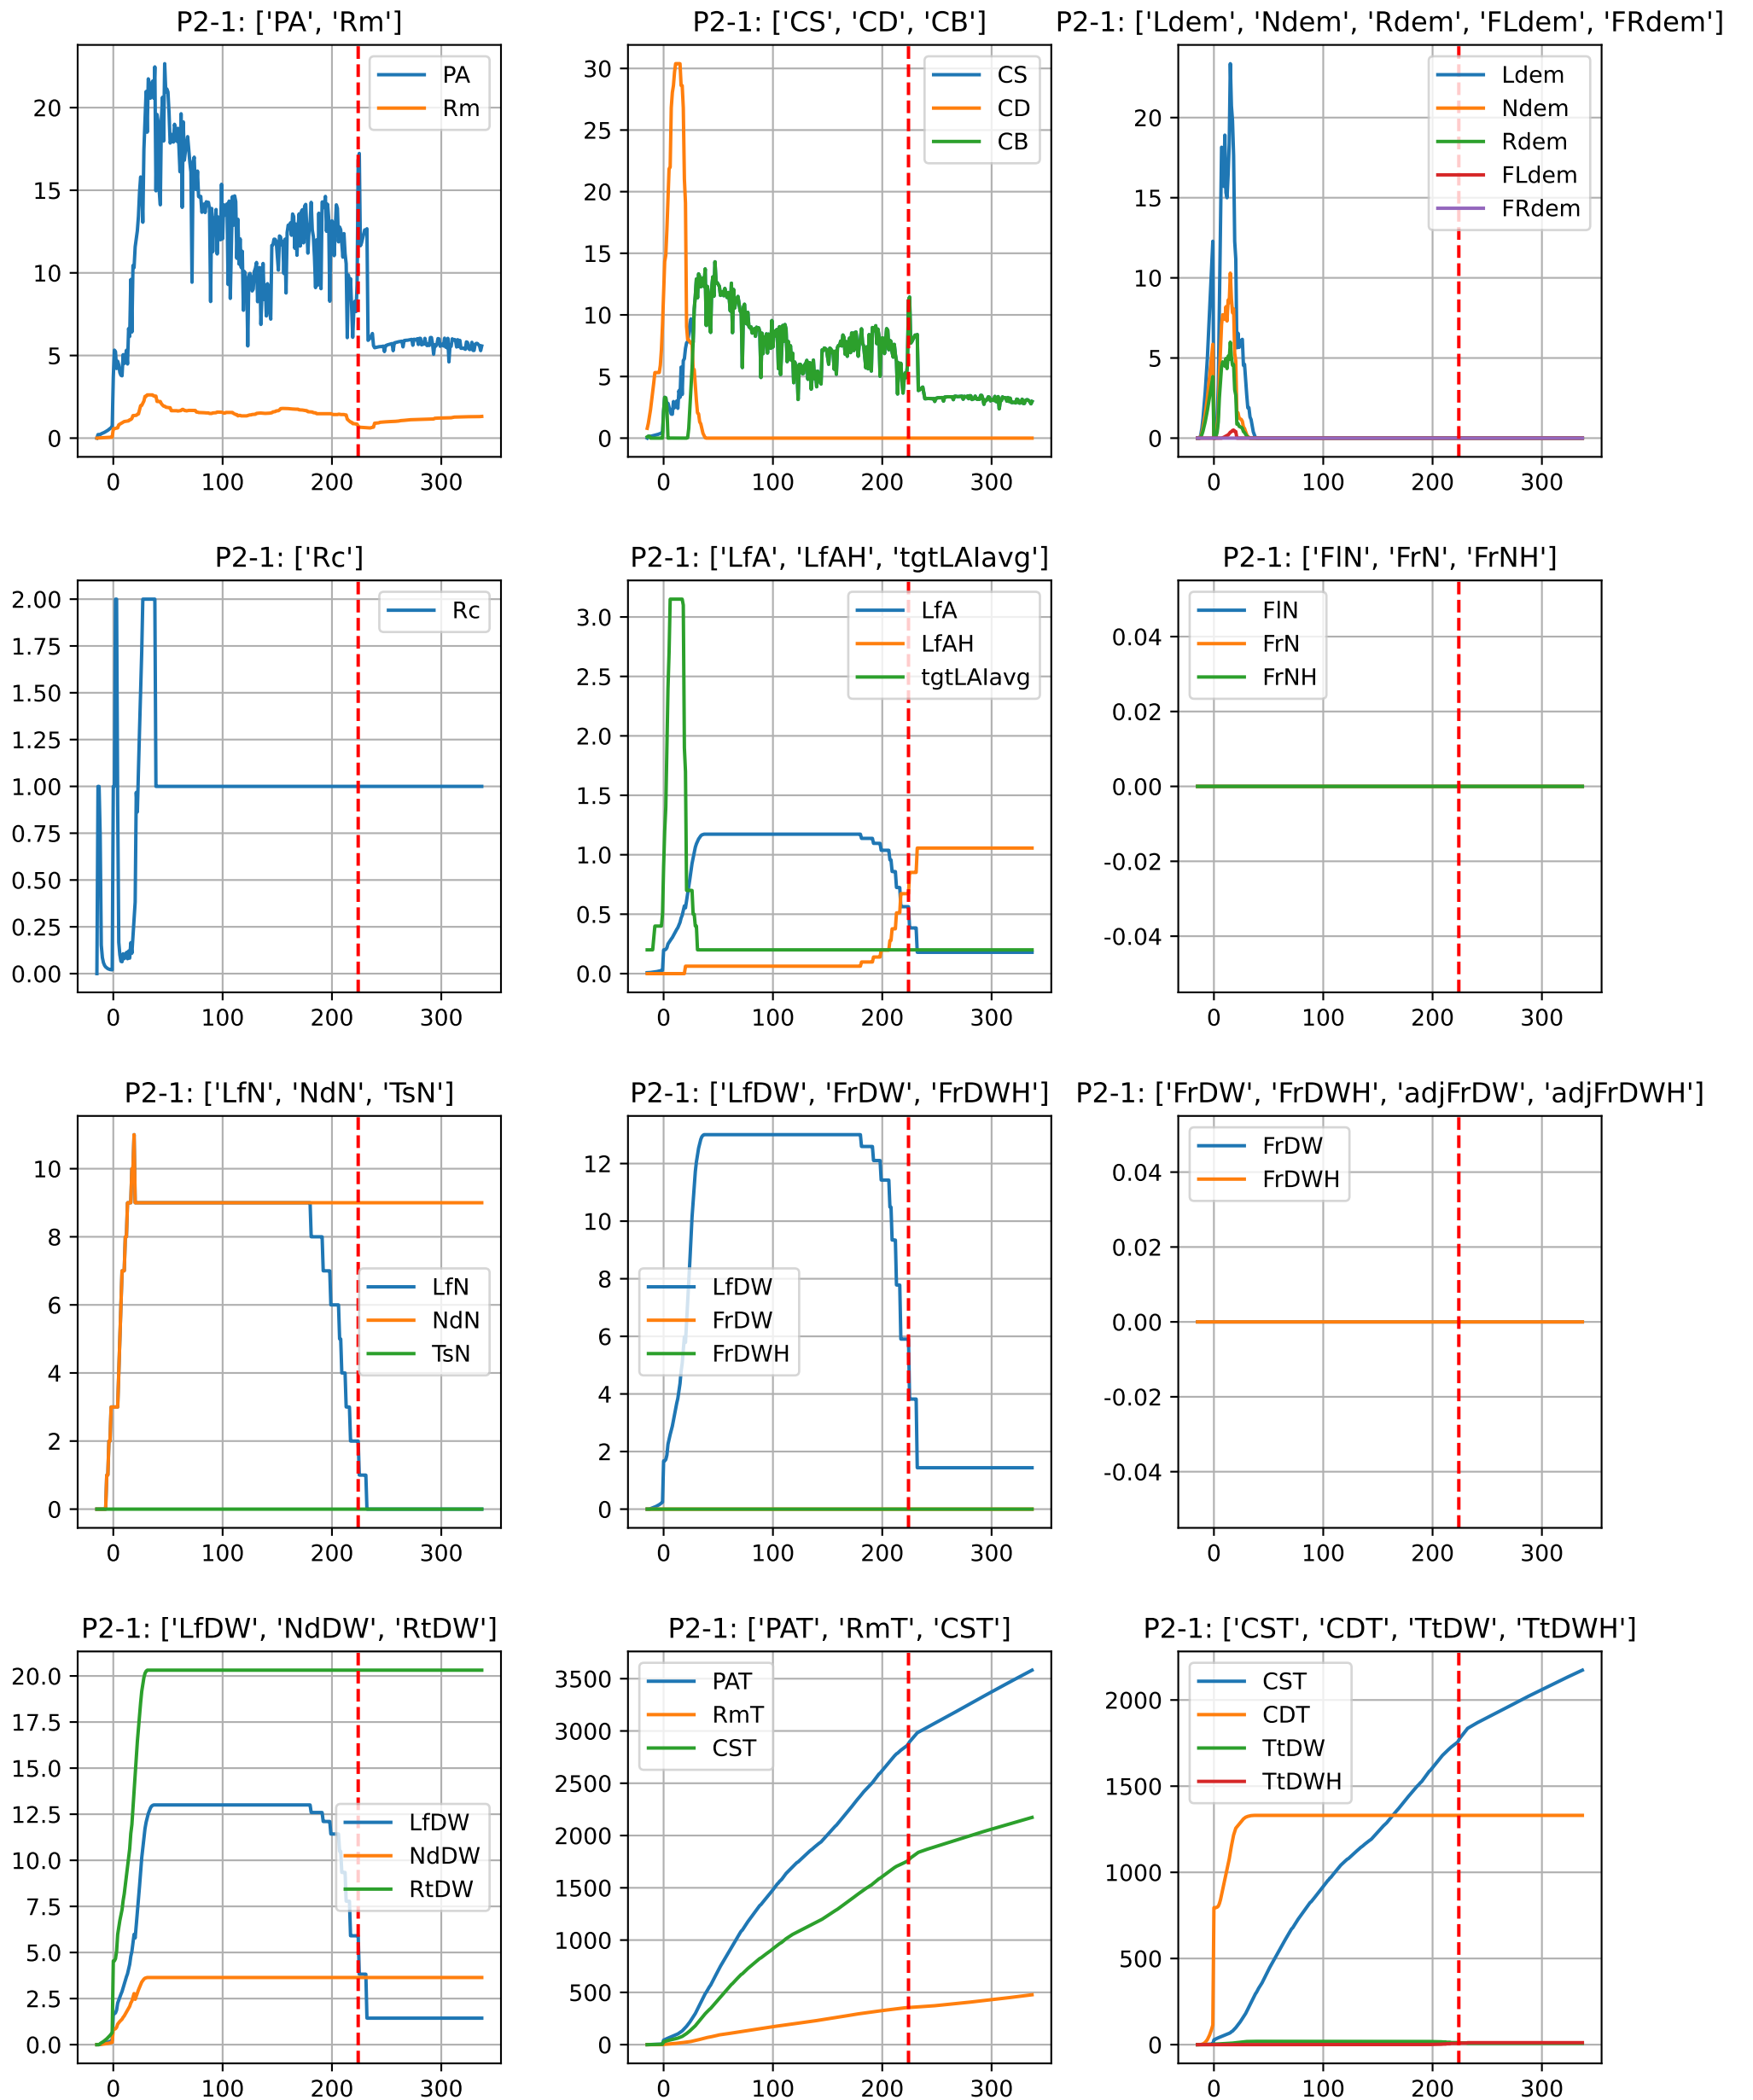 P2-1: ['PA', 'Rm']
20
15
10
5
0
0 100 200 300
PA
Rm
P2-1: ['CS', 'CD', 'CB']
30
25
20
15
10
5
0
0 100 200 300
CS
CD
CB
P2-1: ['Ldem', 'Ndem', 'Rdem', 'FLdem', 'FRdem']
20
15
10
5
0
0 100 200 300
Ldem
Ndem
Rdem
FLdem
FRdem
P2-1: ['Rc']
2.00
1.75
1.50
1.25
1.00
0.75
0.50
0.25
0.00
0 100 200 300
Rc
P2-1: ['LfA', 'LfAH', 'tgtLAIavg']
3.0
2.5
2.0
1.5
1.0
0.5
0.0
0 100 200 300
LfA
LfAH
tgtLAIavg
P2-1: ['FlN', 'FrN', 'FrNH']
0.04
0.02
0.00
-0.02
-0.04
0 100 200 300
FlN
FrN
FrNH
P2-1: ['LfN', 'NdN', 'TsN']
10
8
6
4
2
0
0 100 200 300
LfN
NdN
TsN
P2-1: ['LfDW', 'FrDW', 'FrDWH']
12
10
8
6
4
2
0
0 100 200 300
LfDW
FrDW
FrDWH
P2-1: ['FrDW', 'FrDWH', 'adjFrDW', 'adjFrDWH']
0.04
0.02
0.00
-0.02
-0.04
0 100 200 300
FrDW
FrDWH
P2-1: ['LfDW', 'NdDW', 'RtDW']
20.0
17.5
15.0
12.5
10.0
7.5
5.0
2.5
0.0
0 100 200 300
LfDW
NdDW
RtDW
P2-1: ['PAT', 'RmT', 'CST']
3500
3000
2500
2000
1500
1000
500
0
0 100 200 300
PAT
RmT
CST
P2-1: ['CST', 'CDT', 'TtDW', 'TtDWH']
2000
1500
1000
500
0
0 100 200 300
CST
CDT
TtDW
TtDWH